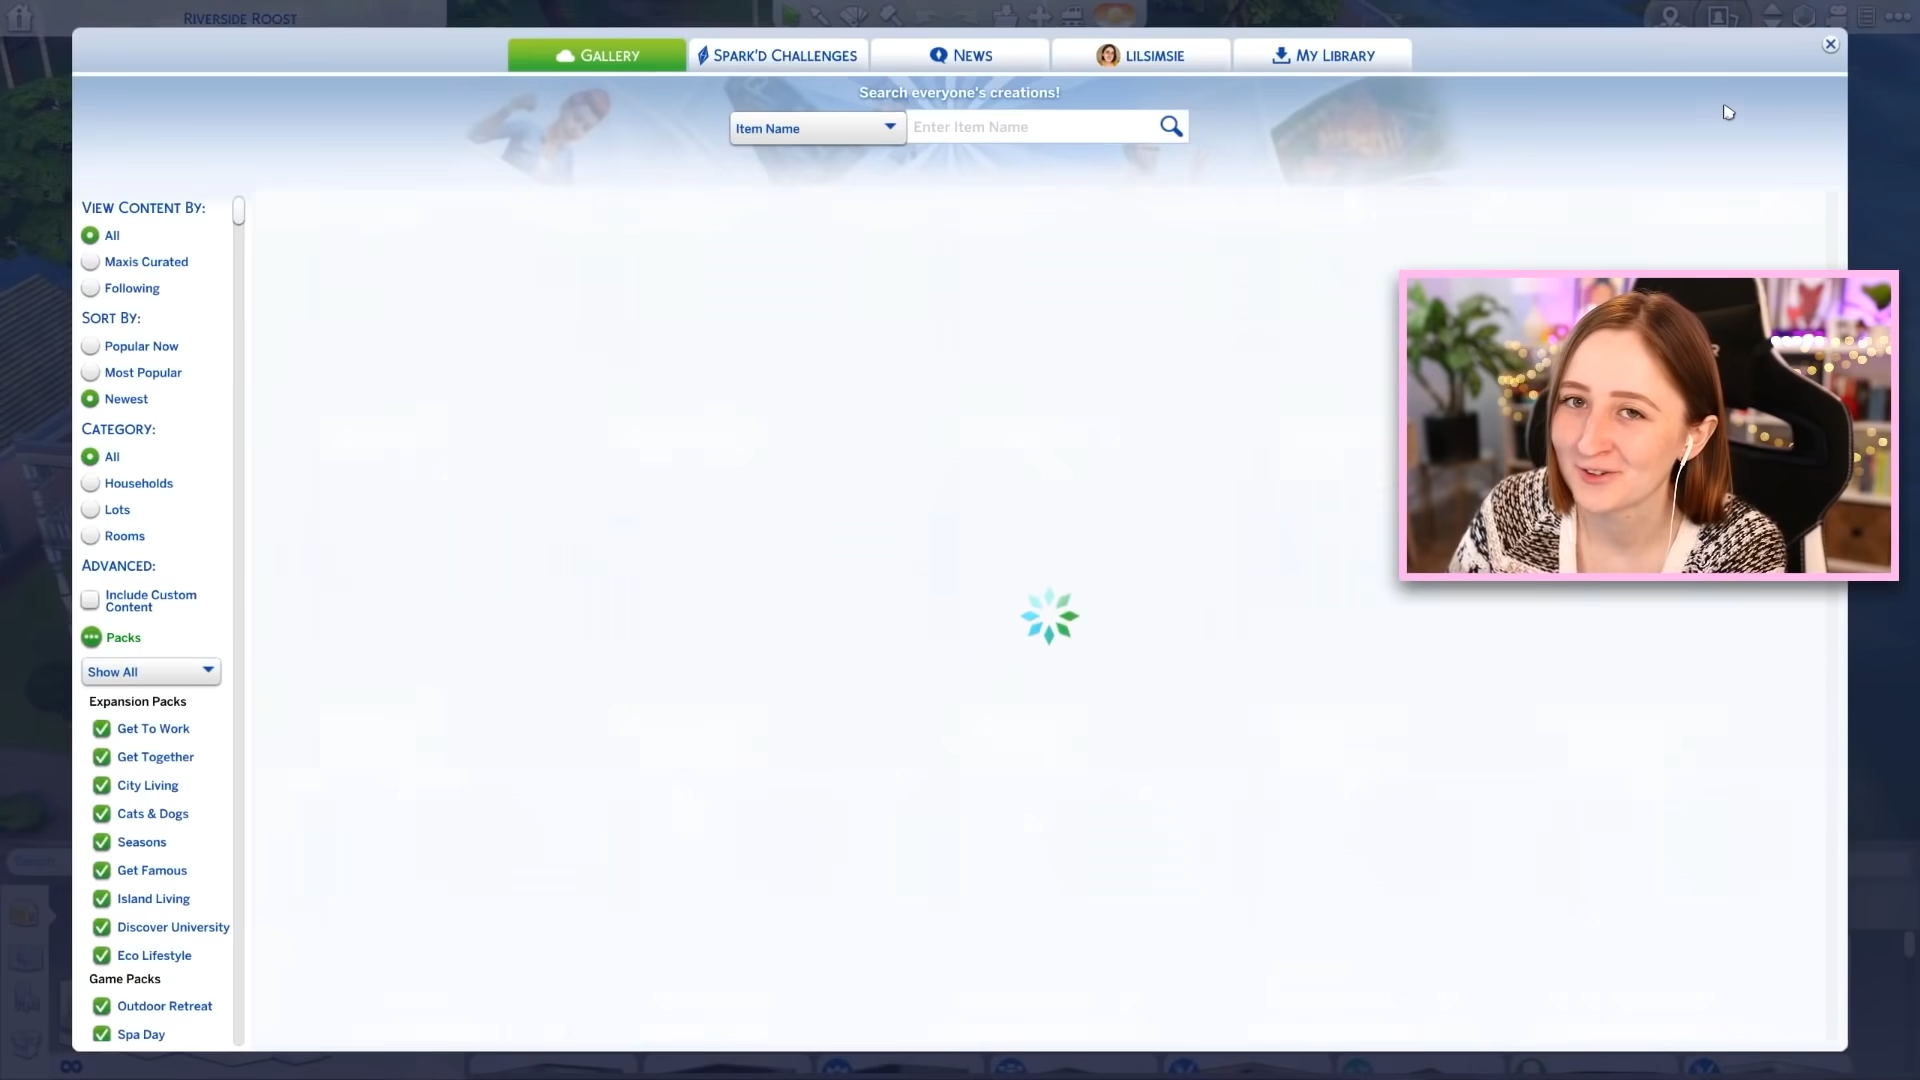 RIVERSIDE ROOST
GALLERY
SPARK'D CHALLENGES
NEWS
LILSIMSIE
MY LIBRARY
Search everyone's creations!
Item Name
Enter Item Name
VIEW CONTENT BY:
All
Maxis Curated
Following
SORT BY:
Popular Now
Most Popular
Newest
CATEGORY:
All
Households
Lots
Rooms
ADVANCED:
Include Custom
Content
Packs
Show All
Expansion Packs
Get To Work
Get Together
City Living
Cats & Dogs
Seasons
Get Famous
Island Living
Discover University
Eco Lifestyle
Game Packs
Outdoor Retreat
Spa Day